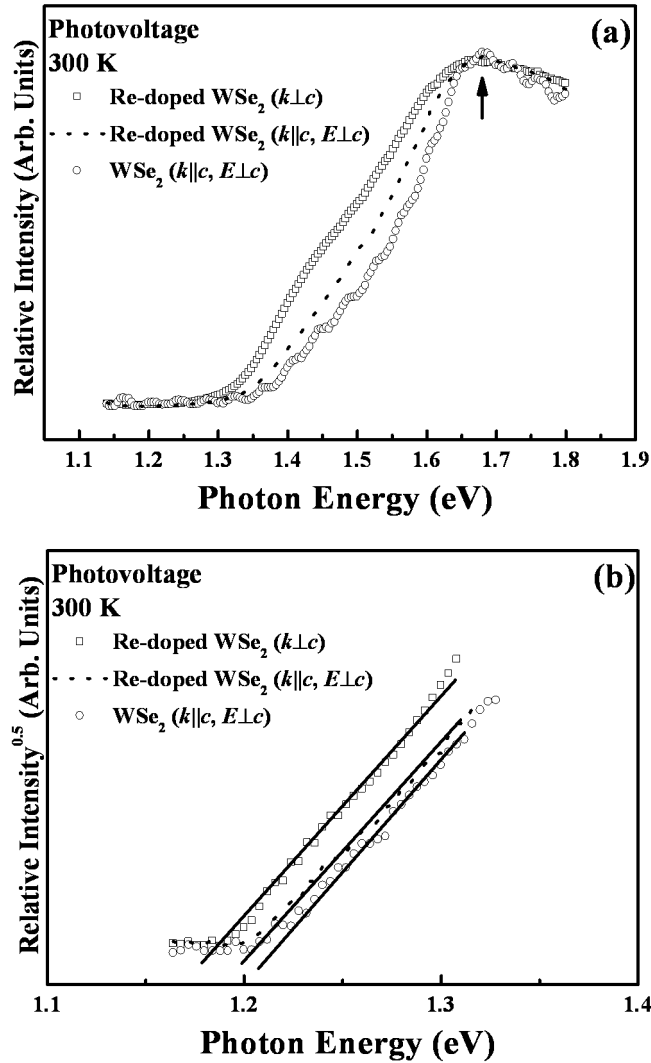 Photovoltage
(a)
300 K
Re-doped WSe₂ (k⊥c)
Re-doped WSe₂ (k||c, E⊥c)
WSe₂ (k||c, E⊥c)
Relative Intensity (Arb. Units)
1.1 1.2 1.3 1.4 1.5 1.6 1.7 1.8 1.9
Photon Energy (eV)
Photovoltage
(b)
300 K
Re-doped WSe₂ (k⊥c)
Re-doped WSe₂ (k||c, E⊥c)
WSe₂ (k||c, E⊥c)
Relative Intensity⁰·⁵ (Arb. Units)
1.1 1.2 1.3 1.4
Photon Energy (eV)